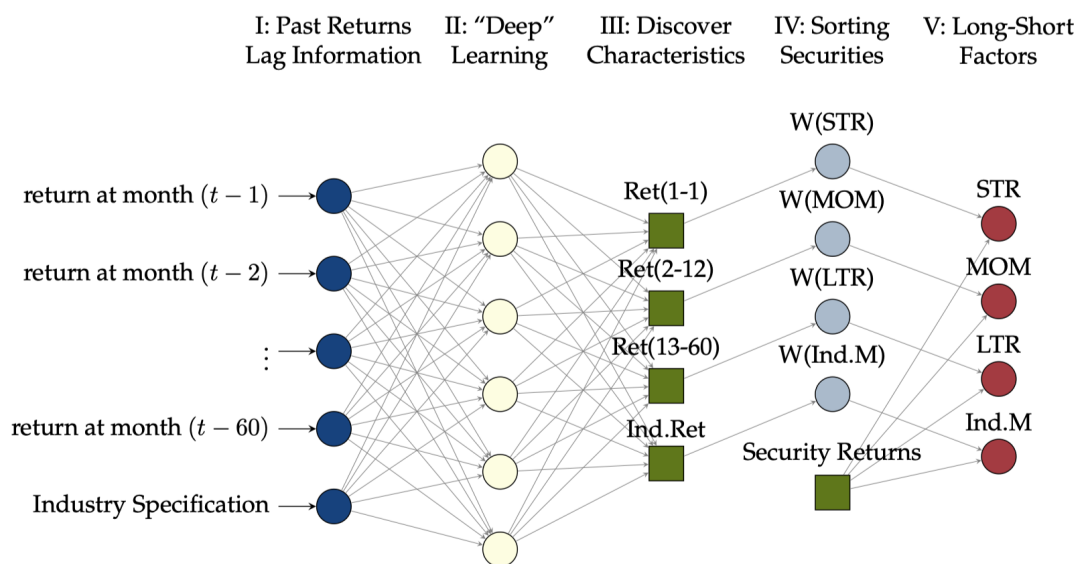 I: Past Returns
Lag Information
II: “Deep”
Learning
III: Discover
Characteristics
IV: Sorting
Securities
V: Long-Short
Factors
return at month (t − 1)
return at month (t − 2)
⋮
return at month (t − 60)
Industry Specification
Ret(1-1)
Ret(2-12)
Ret(13-60)
Ind.Ret
W(STR)
W(MOM)
W(LTR)
W(Ind.M)
Security Returns
STR
MOM
LTR
Ind.M